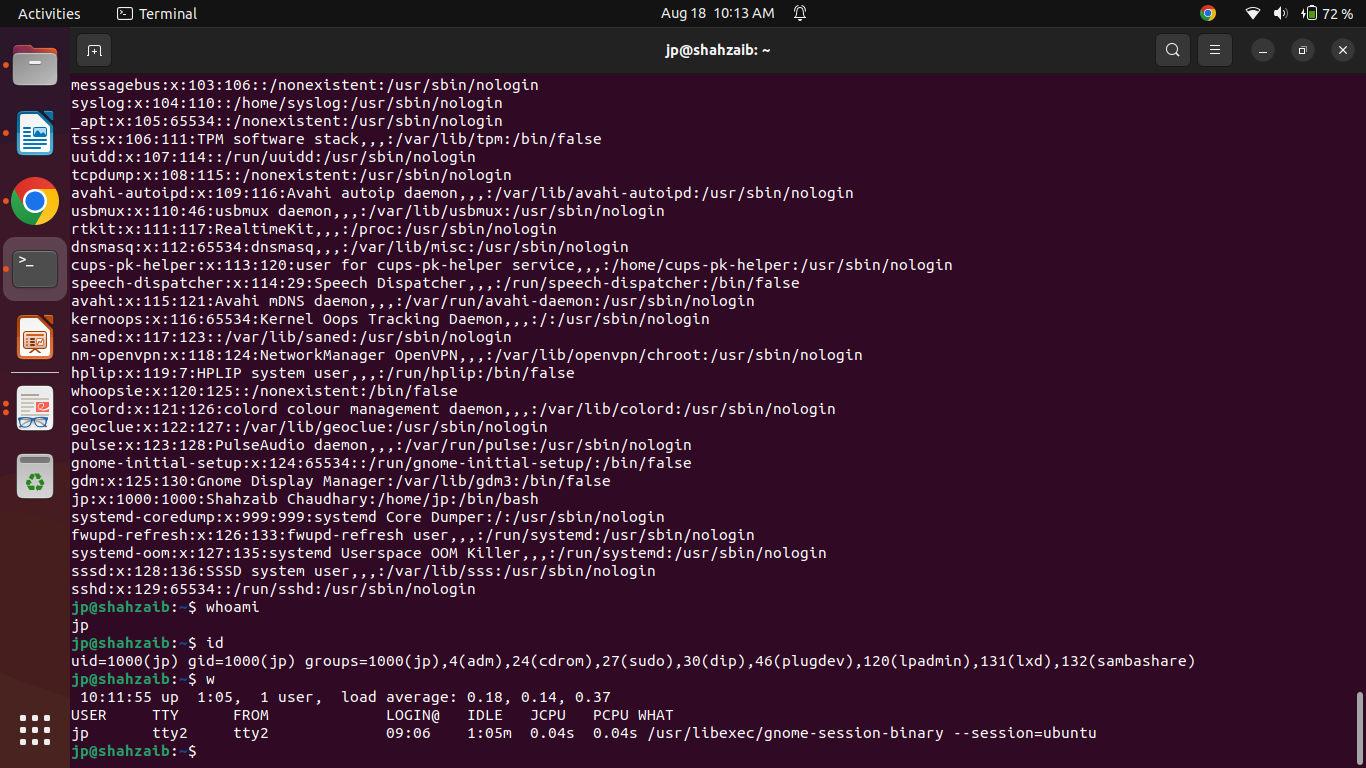 Activities Terminal Aug 18 10:13 AM 72 %
jp@shahzaib: ~
messagebus:x:103:106::/nonexistent:/usr/sbin/nologin
syslog:x:104:110::/home/syslog:/usr/sbin/nologin
_apt:x:105:65534::/nonexistent:/usr/sbin/nologin
tss:x:106:111:TPM software stack,,,:/var/lib/tpm:/bin/false
uuidd:x:107:114::/run/uuidd:/usr/sbin/nologin
tcpdump:x:108:115::/nonexistent:/usr/sbin/nologin
avahi-autoipd:x:109:116:Avahi autoip daemon,,,:/var/lib/avahi-autoipd:/usr/sbin/nologin
usbmux:x:110:46:usbmux daemon,,,:/var/lib/usbmux:/usr/sbin/nologin
rtkit:x:111:117:RealtimeKit,,,:/proc:/usr/sbin/nologin
dnsmasq:x:112:65534:dnsmasq,,,:/var/lib/misc:/usr/sbin/nologin
cups-pk-helper:x:113:120:user for cups-pk-helper service,,,:/home/cups-pk-helper:/usr/sbin/nologin
speech-dispatcher:x:114:29:Speech Dispatcher,,,:/run/speech-dispatcher:/bin/false
avahi:x:115:121:Avahi mDNS daemon,,,:/var/run/avahi-daemon:/usr/sbin/nologin
kernoops:x:116:65534:Kernel Oops Tracking Daemon,,,:/:/usr/sbin/nologin
saned:x:117:123::/var/lib/saned:/usr/sbin/nologin
nm-openvpn:x:118:124:NetworkManager OpenVPN,,,:/var/lib/openvpn/chroot:/usr/sbin/nologin
hplip:x:119:7:HPLIP system user,,,:/run/hplip:/bin/false
whoopsie:x:120:125::/nonexistent:/bin/false
colord:x:121:126:colord colour management daemon,,,:/var/lib/colord:/usr/sbin/nologin
geoclue:x:122:127::/var/lib/geoclue:/usr/sbin/nologin
pulse:x:123:128:PulseAudio daemon,,,:/var/run/pulse:/usr/sbin/nologin
gnome-initial-setup:x:124:65534::/run/gnome-initial-setup/:/bin/false
gdm:x:125:130:Gnome Display Manager:/var/lib/gdm3:/bin/false
jp:x:1000:1000:Shahzaib Chaudhary:/home/jp:/bin/bash
systemd-coredump:x:999:999:systemd Core Dumper:/:/usr/sbin/nologin
fwupd-refresh:x:126:133:fwupd-refresh user,,,:/run/systemd:/usr/sbin/nologin
systemd-oom:x:127:135:systemd Userspace OOM Killer,,,:/run/systemd:/usr/sbin/nologin
sssd:x:128:136:SSSD system user,,,:/var/lib/sss:/usr/sbin/nologin
sshd:x:129:65534::/run/sshd:/usr/sbin/nologin
jp@shahzaib:~$ whoami
jp
jp@shahzaib:~$ id
uid=1000(jp) gid=1000(jp) groups=1000(jp),4(adm),24(cdrom),27(sudo),30(dip),46(plugdev),120(lpadmin),131(lxd),132(sambashare)
jp@shahzaib:~$ w
 10:11:55 up  1:05,  1 user,  load average: 0.18, 0.14, 0.37
USER     TTY      FROM             LOGIN@   IDLE   JCPU   PCPU WHAT
jp       tty2     tty2             09:06    1:05m  0.04s  0.04s /usr/libexec/gnome-session-binary --session=ubuntu
jp@shahzaib:~$